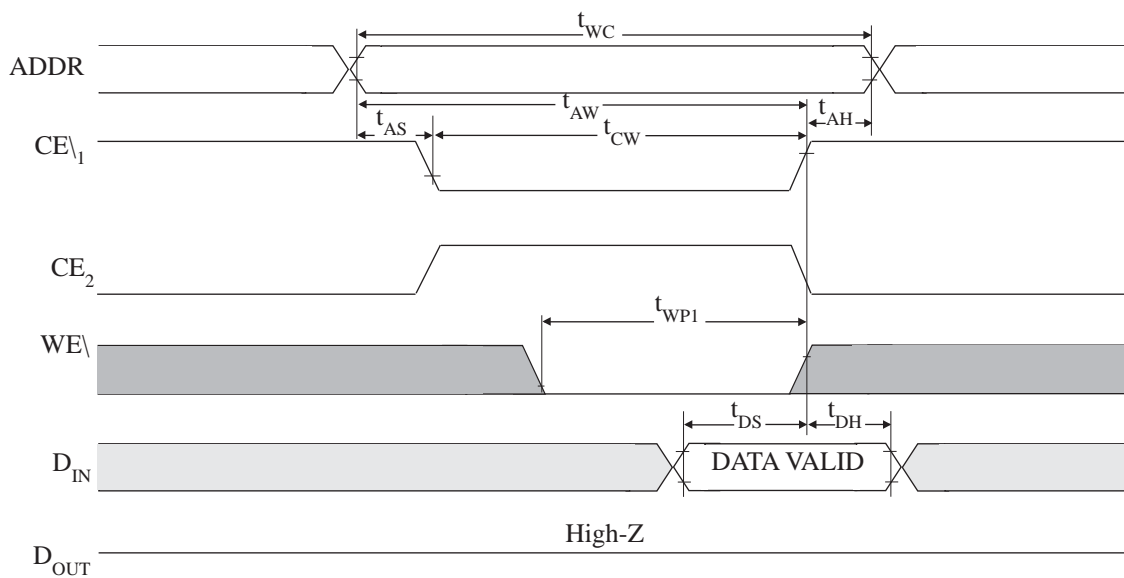 tWC
ADDR
tAW
tAS
tAH
tCW
CE\1
CE2
tWP1
WE\
tDS
tDH
DIN
DATA VALID
High-Z
DOUT